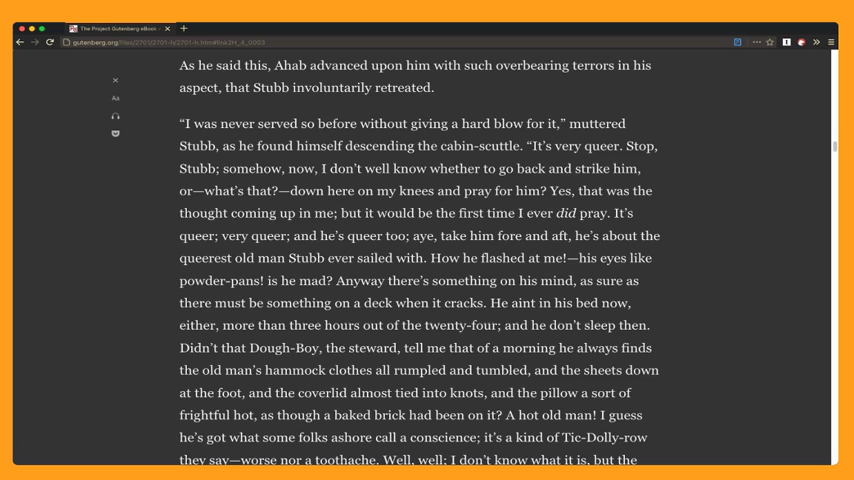 The Project Gutenberg eBook
gutenberg.org/files/2701/2701-h/2701-h.htm#link2H_4_0003
Aa
As he said this, Ahab advanced upon him with such overbearing terrors in his
aspect, that Stubb involuntarily retreated.
“I was never served so before without giving a hard blow for it,” muttered
Stubb, as he found himself descending the cabin-scuttle. “It’s very queer. Stop,
Stubb; somehow, now, I don’t well know whether to go back and strike him,
or—what’s that?—down here on my knees and pray for him? Yes, that was the
thought coming up in me; but it would be the first time I ever did pray. It’s
queer; very queer; and he’s queer too; aye, take him fore and aft, he’s about the
queerest old man Stubb ever sailed with. How he flashed at me!—his eyes like
powder-pans! is he mad? Anyway there’s something on his mind, as sure as
there must be something on a deck when it cracks. He aint in his bed now,
either, more than three hours out of the twenty-four; and he don’t sleep then.
Didn’t that Dough-Boy, the steward, tell me that of a morning he always finds
the old man’s hammock clothes all rumpled and tumbled, and the sheets down
at the foot, and the coverlid almost tied into knots, and the pillow a sort of
frightful hot, as though a baked brick had been on it? A hot old man! I guess
he’s got what some folks ashore call a conscience; it’s a kind of Tic-Dolly-row
they say—worse nor a toothache. Well, well; I don’t know what it is, but the